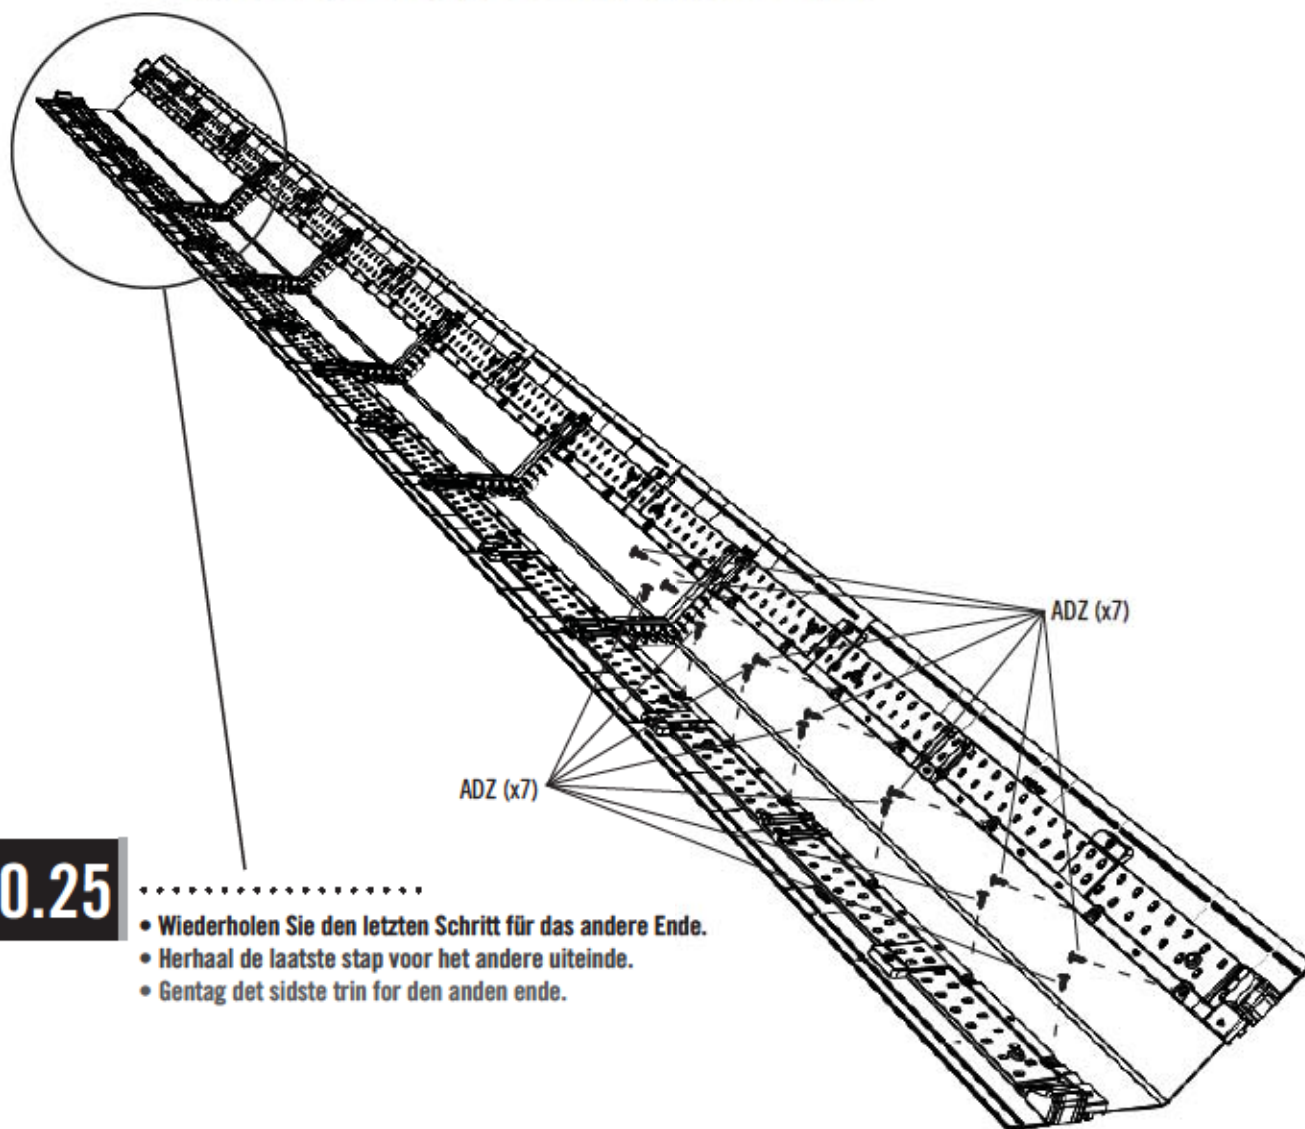 ADZ (x7)
ADZ (x7)
0.25
• Wiederholen Sie den letzten Schritt für das andere Ende.
• Herhaal de laatste stap voor het andere uiteinde.
• Gentag det sidste trin for den anden ende.